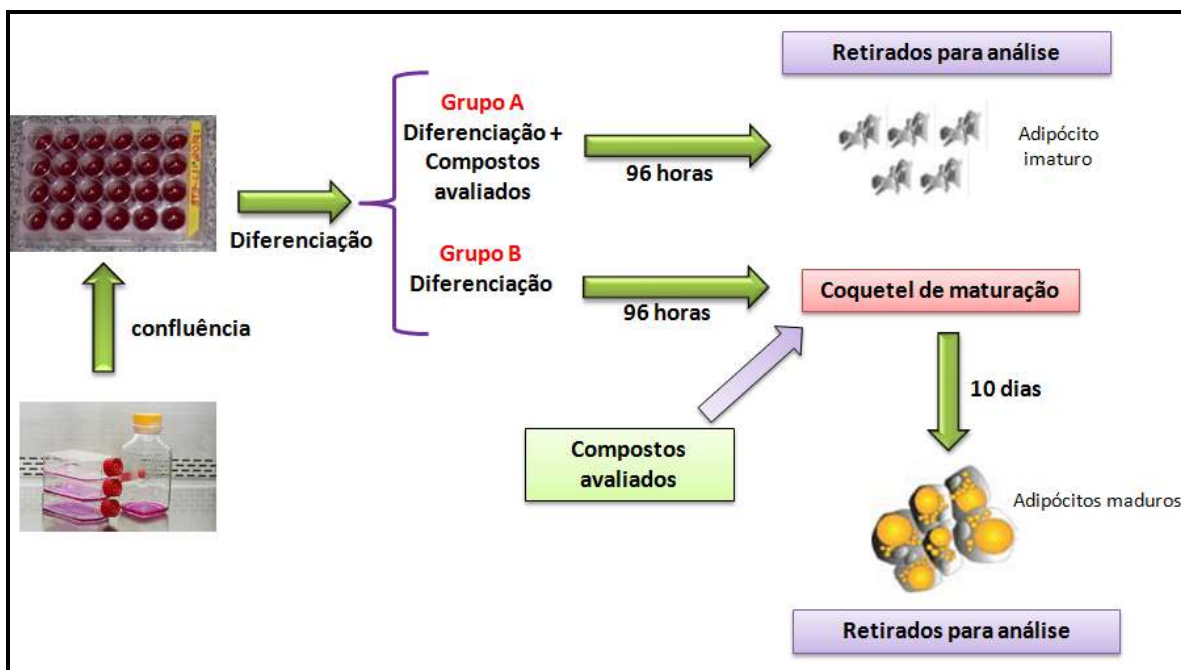 Retirados para análise
Grupo A
Diferenciação +
Compostos
avaliados
96 horas
Adipócito
imaturo
Diferenciação
Grupo B
Diferenciação
96 horas
Coquetel de maturação
confluência
10 dias
Compostos
avaliados
Adipócitos maduros
Retirados para análise